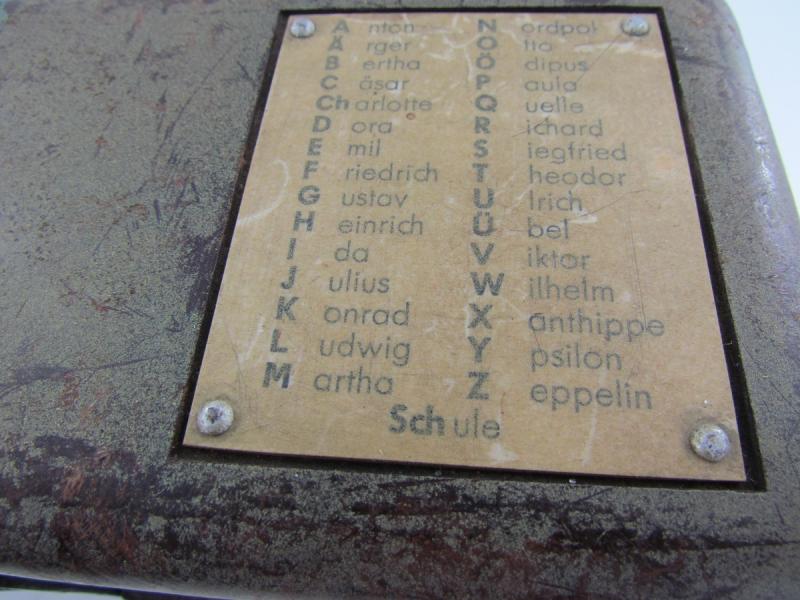 Anton Nordpol
Ärger Otto
Bertha Ödipus
Cäsar Paula
Charlotte Quelle
Dora Richard
Emil Siegfried
Friedrich Theodor
Gustav Ulrich
Heinrich Übel
Ida Viktor
Julius Wilhelm
Konrad Xanthippe
Ludwig Ypsilon
Martha Zeppelin
Schule